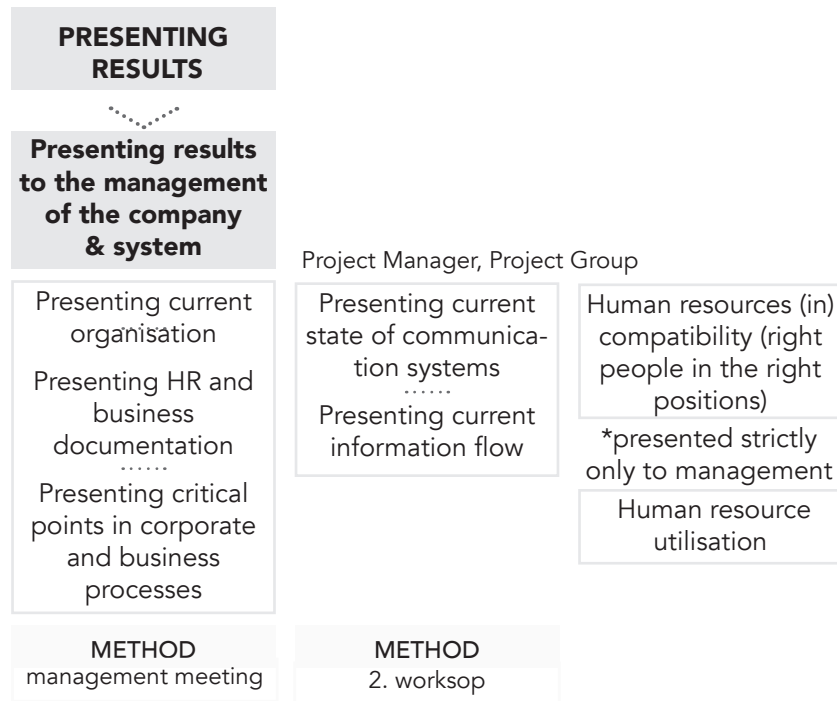 PRESENTING
RESULTS
Presenting results
to the management
of the company
& system
Presenting current
organisation
Presenting HR and
business
documentation
Presenting critical
points in corporate
and business
processes
METHOD
management meeting
Project Manager, Project Group
Presenting current
state of communica-
tion systems
Presenting current
information flow
METHOD
2. worksop
Human resources (in)
compatibility (right
people in the right
positions)
*presented strictly
only to management
Human resource
utilisation